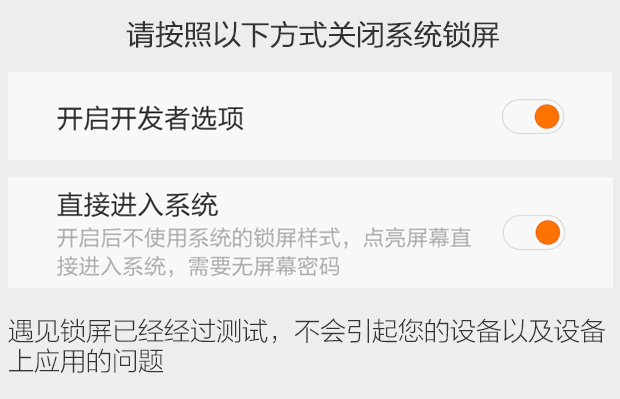 请按照以下方式关闭系统锁屏
开启开发者选项
直接进入系统
开启后不使用系统的锁屏样式，点亮屏幕直
接进入系统，需要无屏幕密码
遇见锁屏已经经过测试，不会引起您的设备以及设备
上应用的问题